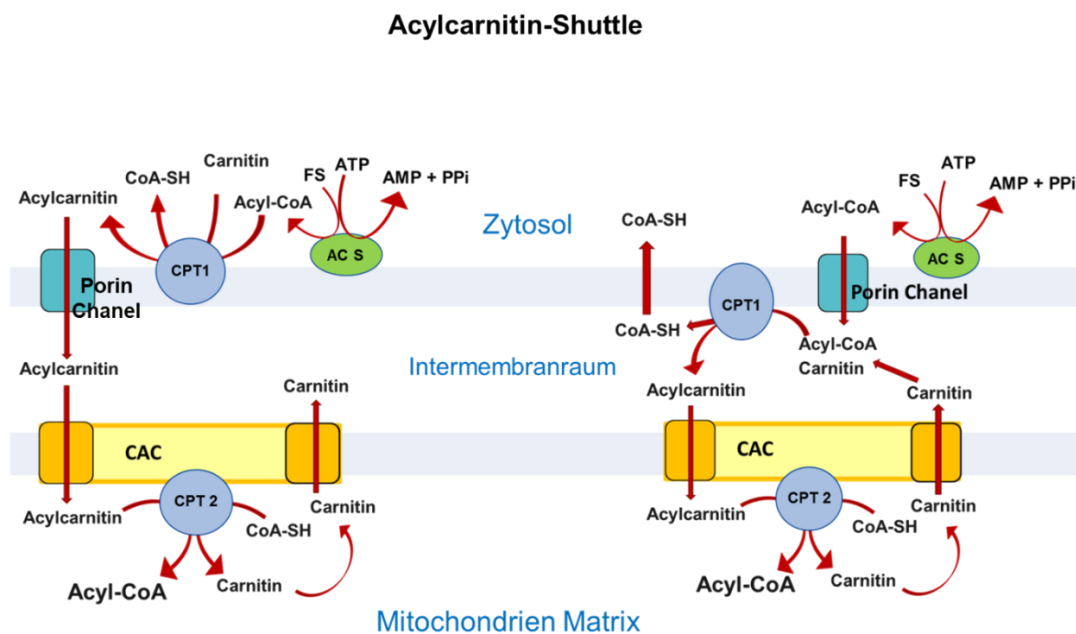 Acylcarnitin-Shuttle
Acylcarnitin
CoA-SH
Carnitin
Acyl-CoA
FS
ATP
AMP + PPi
AC S
CPT1
Porin
Chanel
Acylcarnitin
Carnitin
CAC
CPT 2
Acylcarnitin
CoA-SH
Carnitin
Acyl-CoA
Carnitin
Zytosol
Intermembranraum
Mitochondrien Matrix
CoA-SH
CoA-SH
CPT1
Acyl-CoA
FS
ATP
AMP + PPi
AC S
Porin Chanel
Acyl-CoA
Carnitin
Acylcarnitin
Carnitin
CAC
CPT 2
Acylcarnitin
CoA-SH
Carnitin
Acyl-CoA
Carnitin